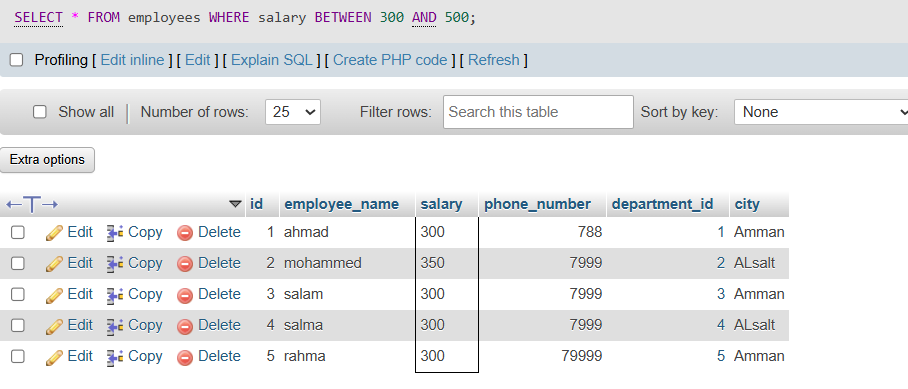 SELECT * FROM employees WHERE salary BETWEEN 300 AND 500;
Profiling [ Edit inline ] [ Edit ] [ Explain SQL ] [ Create PHP code ] [ Refresh ]
Show all Number of rows: 25 Filter rows: Search this table Sort by key: None
Extra options
id employee_name salary phone_number department_id city
Edit Copy Delete 1 ahmad 300 788 1 Amman
Edit Copy Delete 2 mohammed 350 7999 2 ALsalt
Edit Copy Delete 3 salam 300 7999 3 Amman
Edit Copy Delete 4 salma 300 7999 4 ALsalt
Edit Copy Delete 5 rahma 300 79999 5 Amman